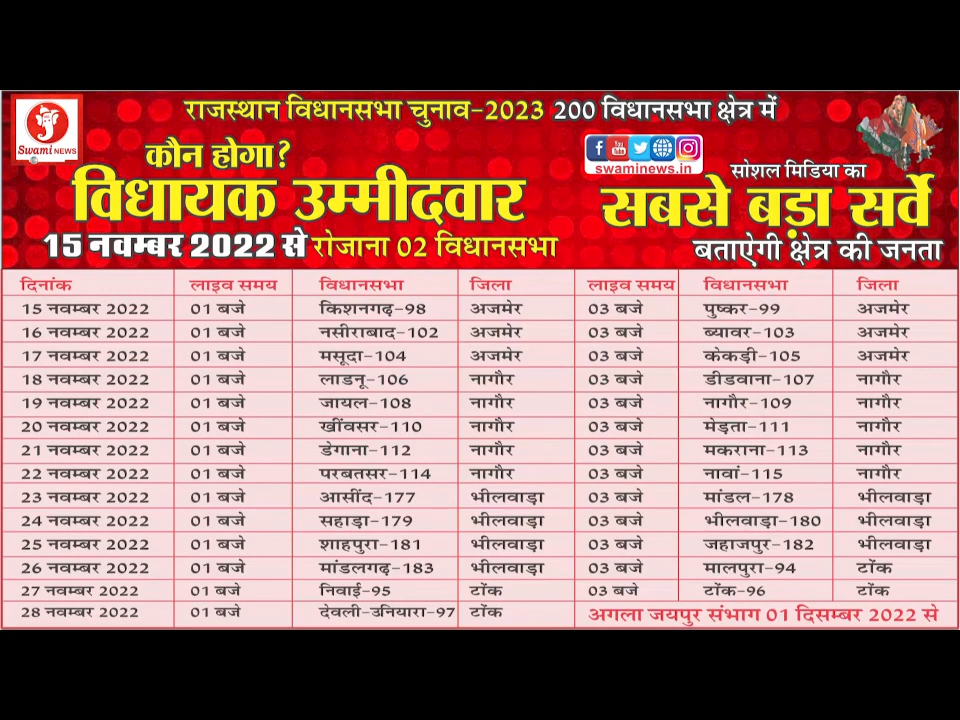 Swami NEWS
राजस्थान विधानसभा चुनाव-2023 200 विधानसभा क्षेत्र में
कौन होगा?
विधायक उम्मीदवार
15 नवम्बर 2022 से रोजाना 02 विधानसभा
You Tube
swaminews.in
सोशल मिडिया का
सबसे बड़ा सर्वे
बताऐगी क्षेत्र की जनता
दिनांक लाइव समय विधानसभा जिला लाइव समय विधानसभा जिला
15 नवम्बर 2022 01 बजे किशनगढ़-98 अजमेर 03 बजे पुष्कर-99 अजमेर
16 नवम्बर 2022 01 बजे नसीराबाद-102 अजमेर 03 बजे ब्यावर-103 अजमेर
17 नवम्बर 2022 01 बजे मसूदा-104 अजमेर 03 बजे केकड़ी-105 अजमेर
18 नवम्बर 2022 01 बजे लाडनू-106 नागौर 03 बजे डीडवाना-107 नागौर
19 नवम्बर 2022 01 बजे जायल-108 नागौर 03 बजे नागौर-109 नागौर
20 नवम्बर 2022 01 बजे खींवसर-110 नागौर 03 बजे मेड़ता-111 नागौर
21 नवम्बर 2022 01 बजे डेगाना-112 नागौर 03 बजे मकराना-113 नागौर
22 नवम्बर 2022 01 बजे परबतसर-114 नागौर 03 बजे नावां-115 नागौर
23 नवम्बर 2022 01 बजे आसींद-177 भीलवाड़ा 03 बजे मांडल-178 भीलवाड़ा
24 नवम्बर 2022 01 बजे सहाड़ा-179 भीलवाड़ा 03 बजे भीलवाड़ा-180 भीलवाड़ा
25 नवम्बर 2022 01 बजे शाहपुरा-181 भीलवाड़ा 03 बजे जहाजपुर-182 भीलवाड़ा
26 नवम्बर 2022 01 बजे मांडलगढ़-183 भीलवाड़ा 03 बजे मालपुरा-94 टोंक
27 नवम्बर 2022 01 बजे निवाई-95 टोंक 03 बजे टोंक-96 टोंक
28 नवम्बर 2022 01 बजे देवली-उनियारा-97 टोंक अगला जयपुर संभाग 01 दिसम्बर 2022 से